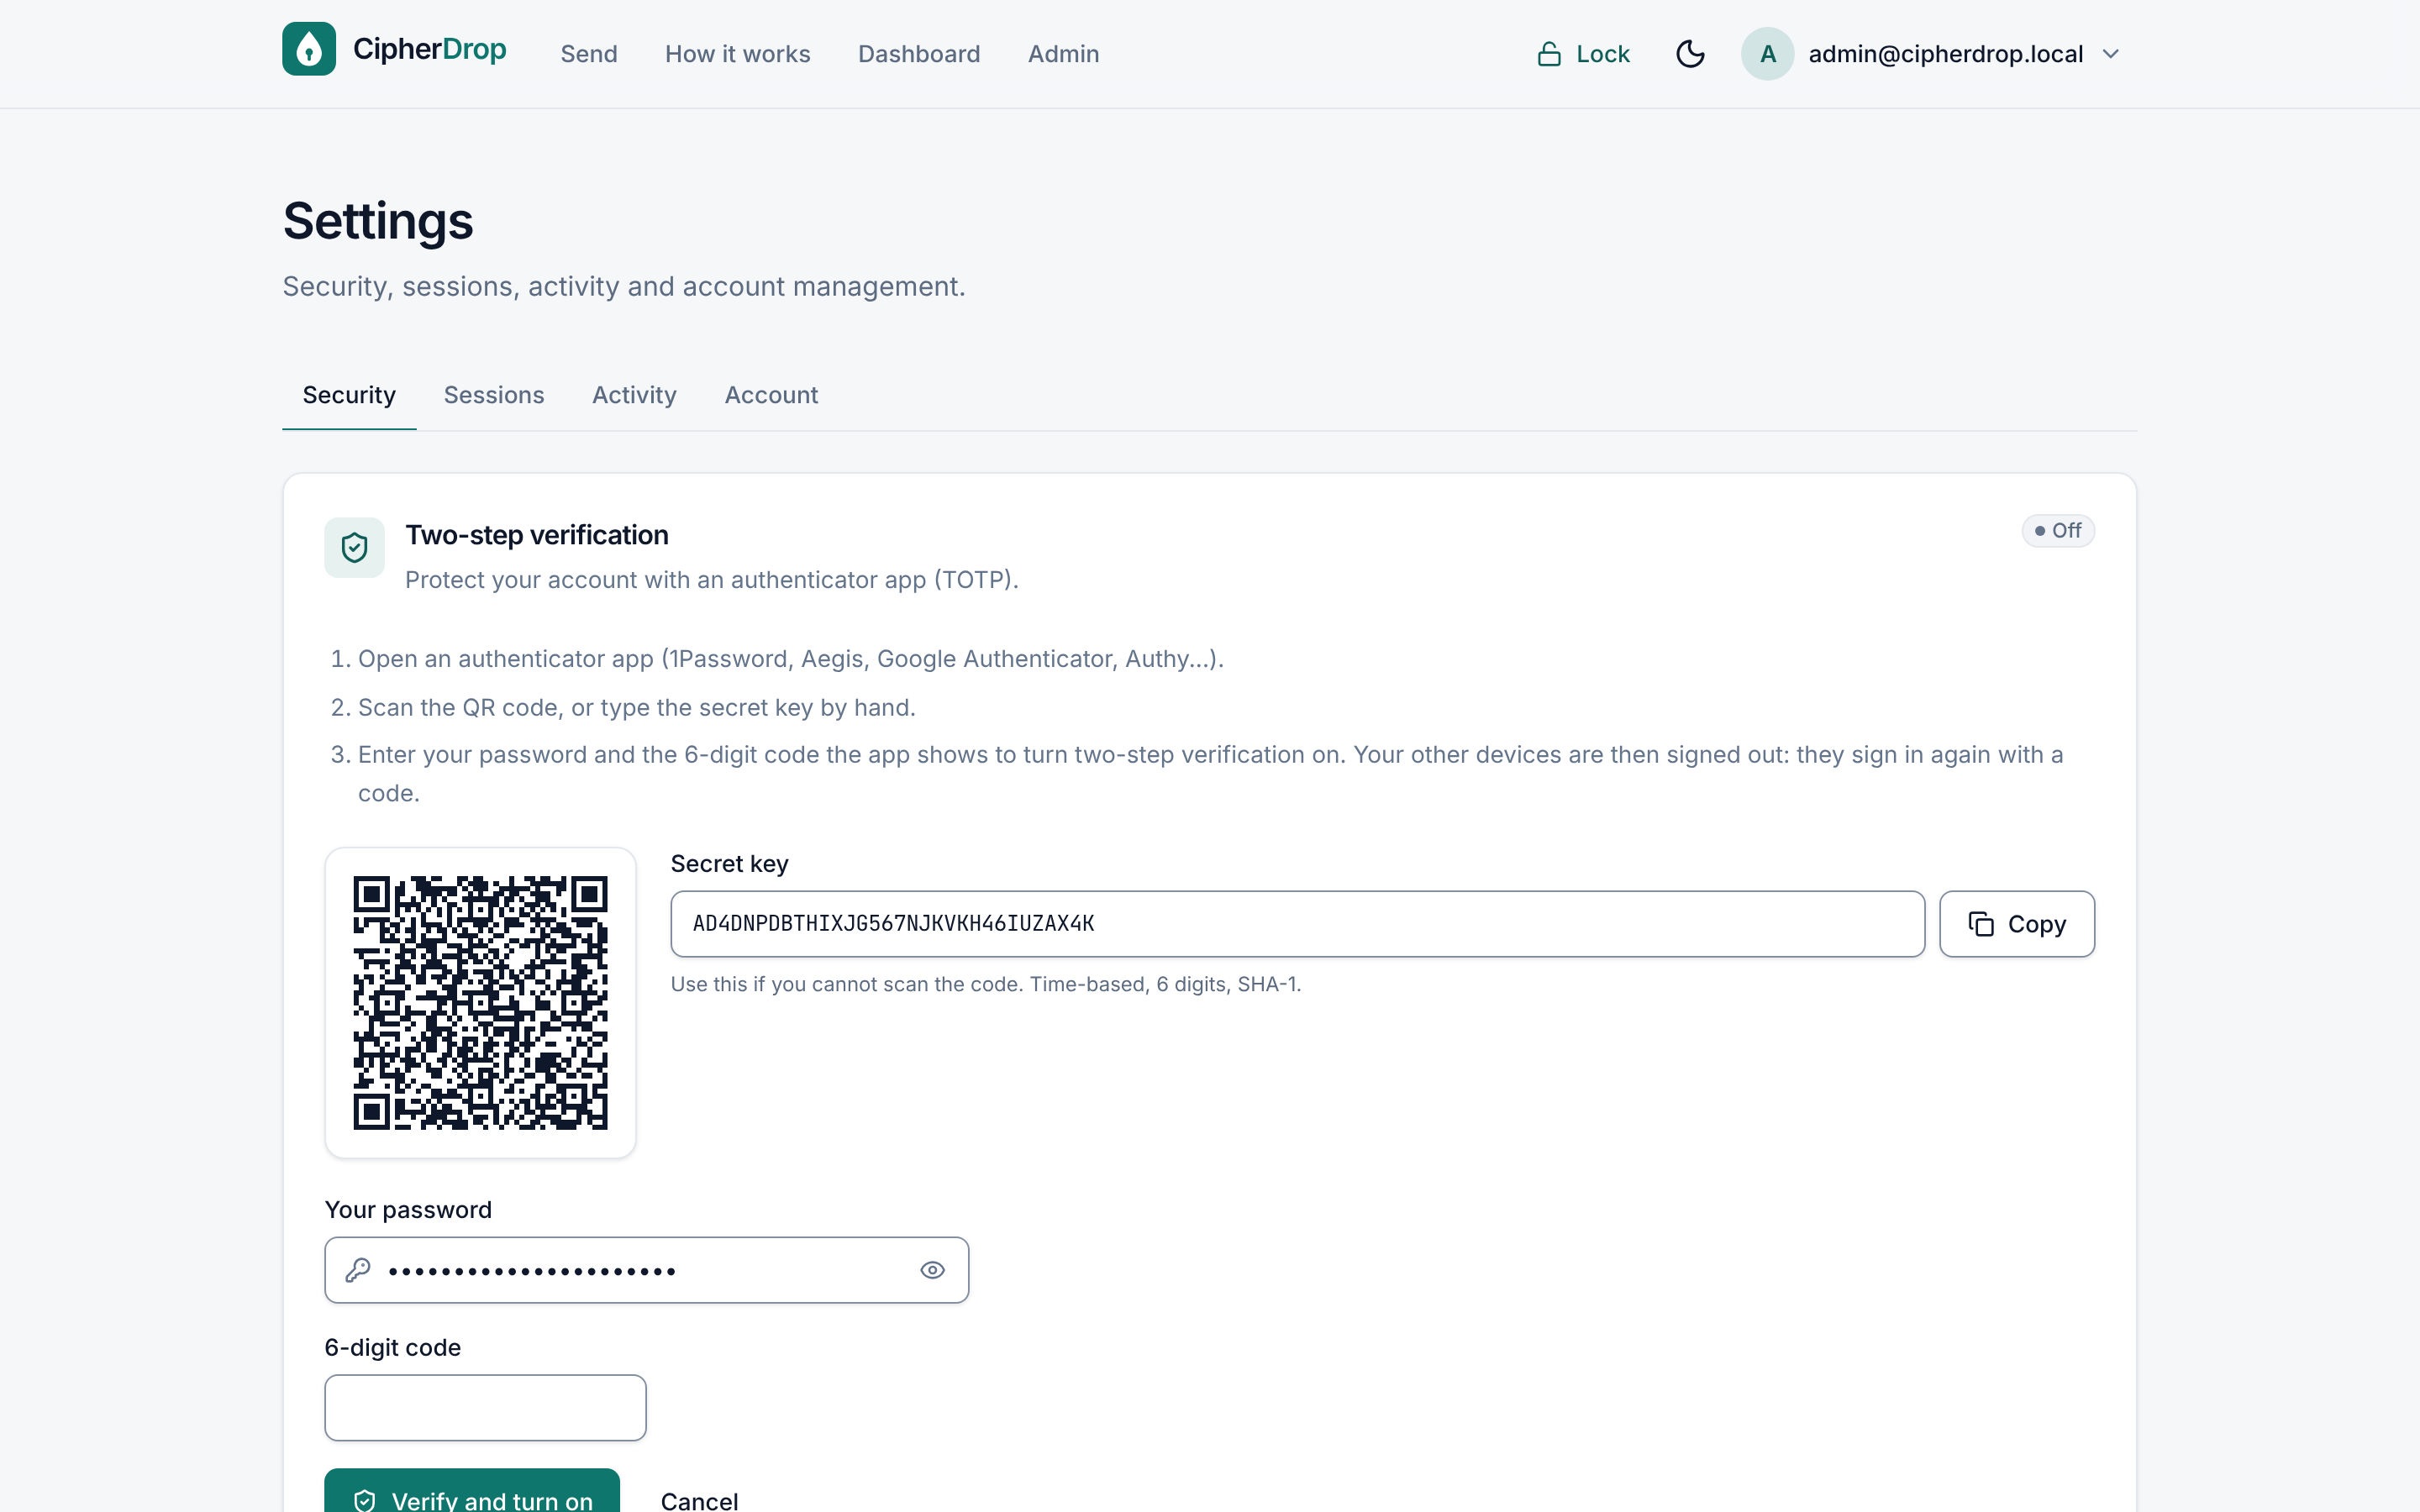 CipherDrop
Send
How it works
Dashboard
Admin
Lock
A
admin@cipherdrop.local
Settings
Security, sessions, activity and account management.
Security
Sessions
Activity
Account
Two-step verification
Off
Protect your account with an authenticator app (TOTP).
1. Open an authenticator app (1Password, Aegis, Google Authenticator, Authy...).
2. Scan the QR code, or type the secret key by hand.
3. Enter your password and the 6-digit code the app shows to turn two-step verification on. Your other devices are then signed out: they sign in again with a
code.
Secret key
AD4DNPDBTHIXJG567NJKVKH46IUZAX4K
Copy
Use this if you cannot scan the code. Time-based, 6 digits, SHA-1.
Your password
••••••••••••••••••••••
6-digit code
Verify and turn on
Cancel